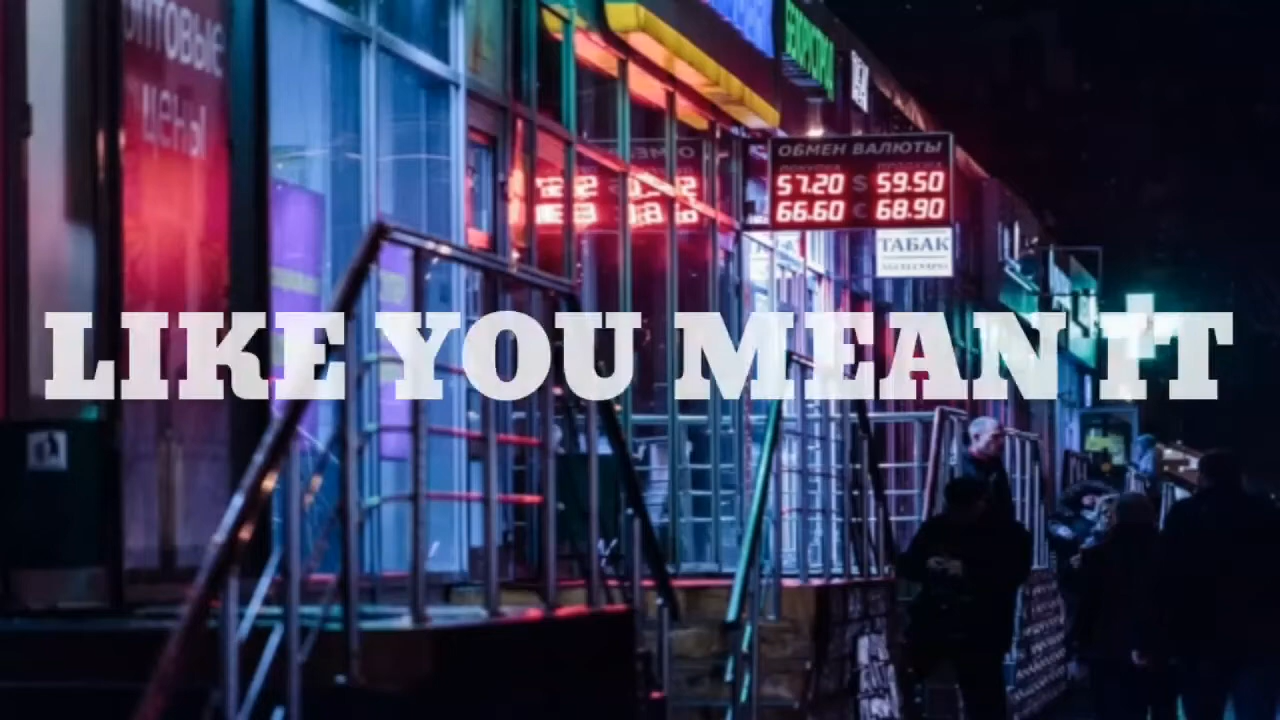 оптовые
цены
ОБМЕН ВАЛЮТЫ
57.20 $ 59.50
66.60 € 68.90
ТАБАК
LIKE YOU MEAN IT